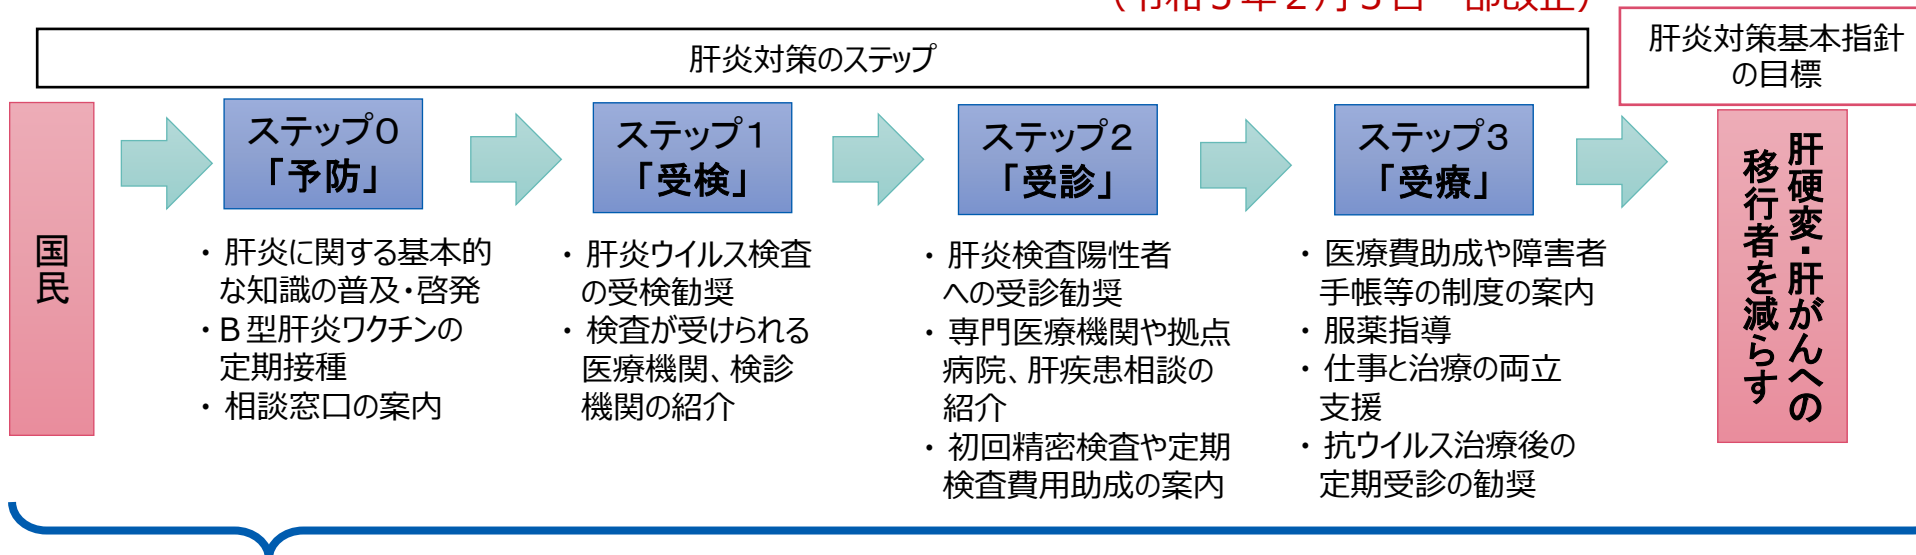 （令和５年２月３日一部改正）
肝炎対策のステップ
肝炎対策基本指針
の目標
国民
ステップ０
「予防」
・ 肝炎に関する基本的
な知識の普及・啓発
・Ｂ型肝炎ワクチンの
定期接種
・ 相談窓口の案内
ステップ１
「受検」
・ 肝炎ウイルス検査
の受検勧奨
・ 検査が受けられる
医療機関、検診
機関の紹介
ステップ２
「受診」
・ 肝炎検査陽性者
への受診勧奨
・ 専門医療機関や拠点
病院、肝疾患相談の
紹介
・ 初回精密検査や定期
検査費用助成の案内
ステップ３
「受療」
・ 医療費助成や障害者
手帳等の制度の案内
・ 服薬指導
・ 仕事と治療の両立
支援
・ 抗ウイルス治療後の
定期受診の勧奨
肝硬変・肝がんへの
移行者を減らす